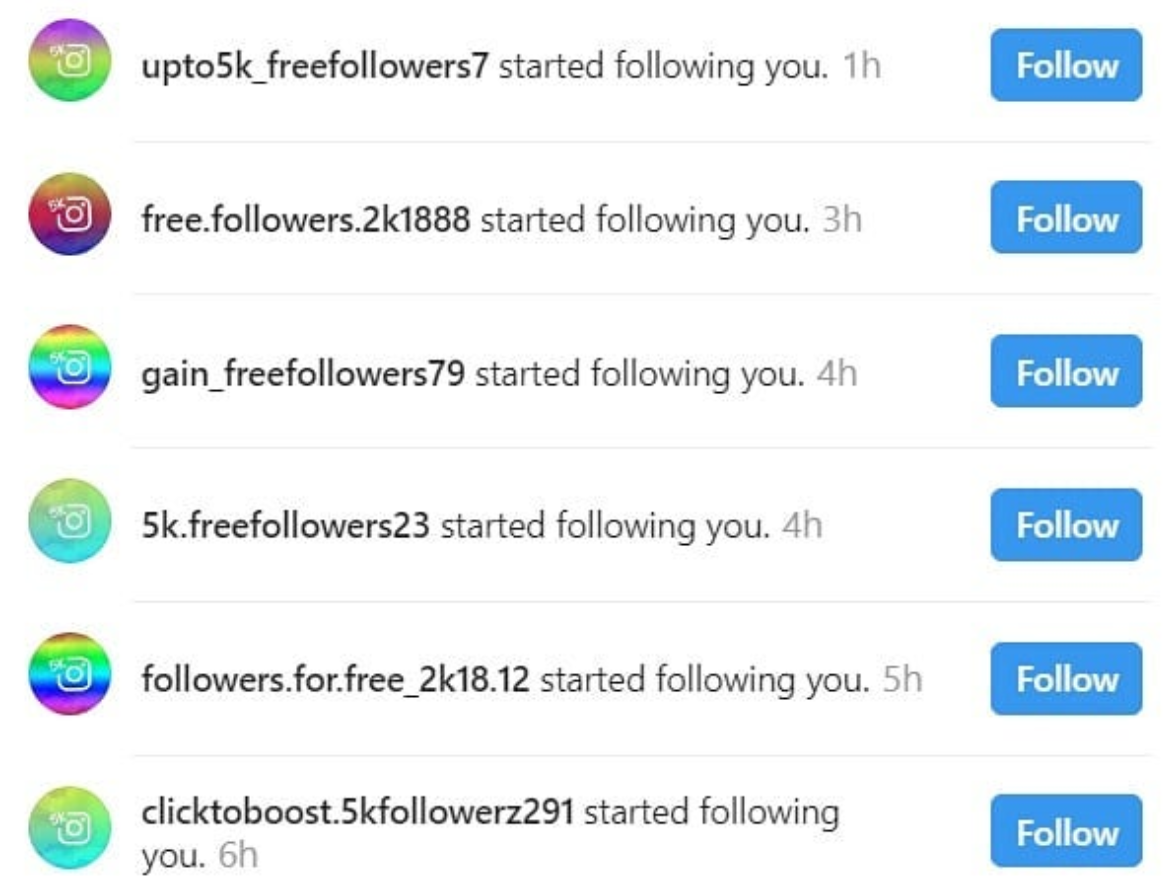 5K
upto5k_freefollowers7 started following you. 1h
Follow
5K
free.followers.2k1888 started following you. 3h
Follow
5K
gain_freefollowers79 started following you. 4h
Follow
5K
5k.freefollowers23 started following you. 4h
Follow
5K
followers.for.free_2k18.12 started following you. 5h
Follow
5K
clicktoboost.5kfollowerz291 started following
you. 6h
Follow